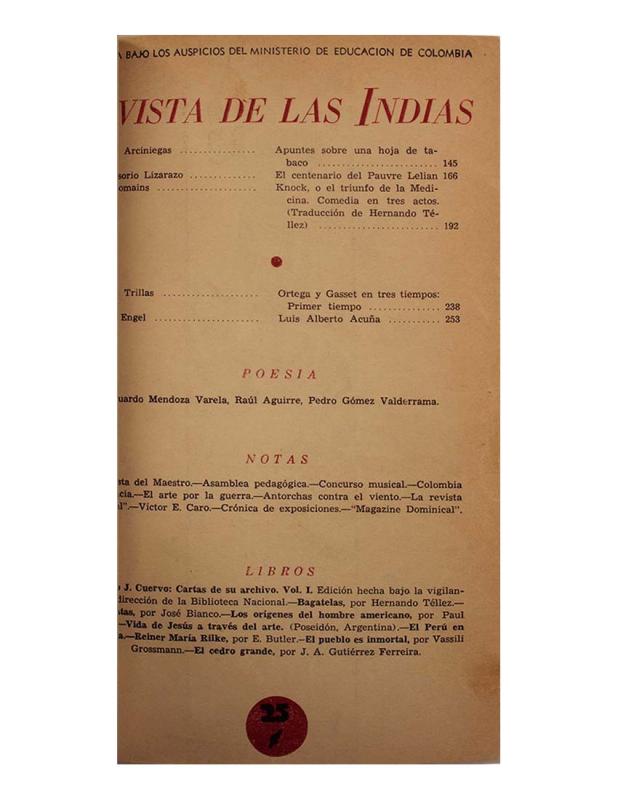 BAJO LOS AUSPICIOS DEL MINISTERIO DE EDUCACION DE COLOMBIA
VISTA DE LAS INDIAS
Arciniegas .................. Apuntes sobre una hoja de ta-
baco ........................ 145
sorio Lizarazo ................ El centenario del Pauvre Lelian 166
omains ...................... Knock, o el triunfo de la Medi-
cina. Comedia en tres actos.
(Traducción de Hernando Té-
llez) ........................ 192
Trillas ..................... Ortega y Gasset en tres tiempos:
Primer tiempo ............... 238
Engel ....................... Luis Alberto Acuña ........... 253
POESIA
uardo Mendoza Varela, Raúl Aguirre, Pedro Gómez Valderrama.
NOTAS
sta del Maestro.—Asamblea pedagógica.—Concurso musical.—Colombia
cia.—El arte por la guerra.—Antorchas contra el viento.—La revista
l”.—Victor E. Caro.—Crónica de exposiciones.—“Magazine Dominical”.
LIBROS
o J. Cuervo: Cartas de su archivo. Vol. I. Edición hecha bajo la vigilan-
dirección de la Biblioteca Nacional.—Bagatelas, por Hernando Téllez.—
tas, por José Bianco.—Los orígenes del hombre americano, por Paul
—Vida de Jesús a través del arte. (Poseidón, Argentina).—El Perú en
a.—Reiner María Rilke, por E. Butler.—El pueblo es inmortal, por Vassili
Grossmann.—El cedro grande, por J. A. Gutiérrez Ferreira.
25